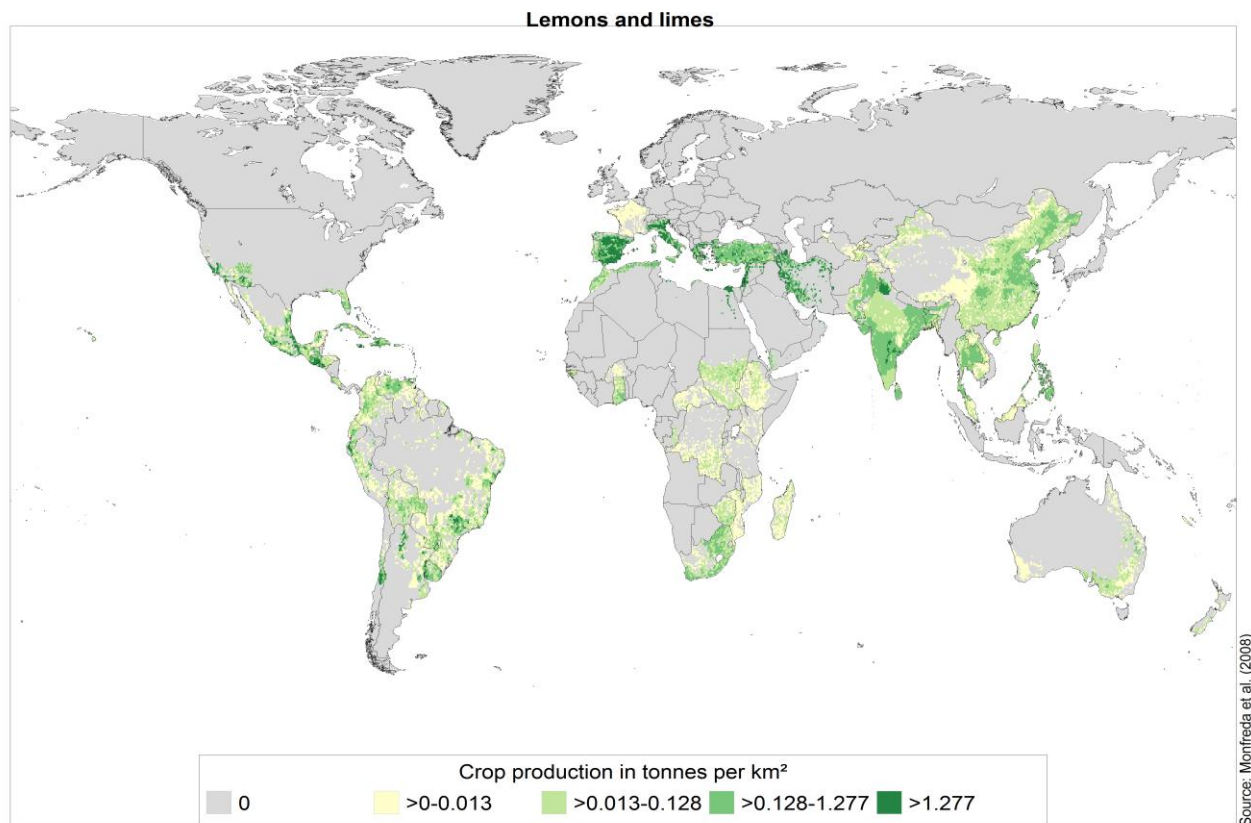 Lemons and limes
Crop production in tonnes per km²
0
>0-0.013
>0.013-0.128
>0.128-1.277
>1.277
Source: Monfreda et al. (2008)